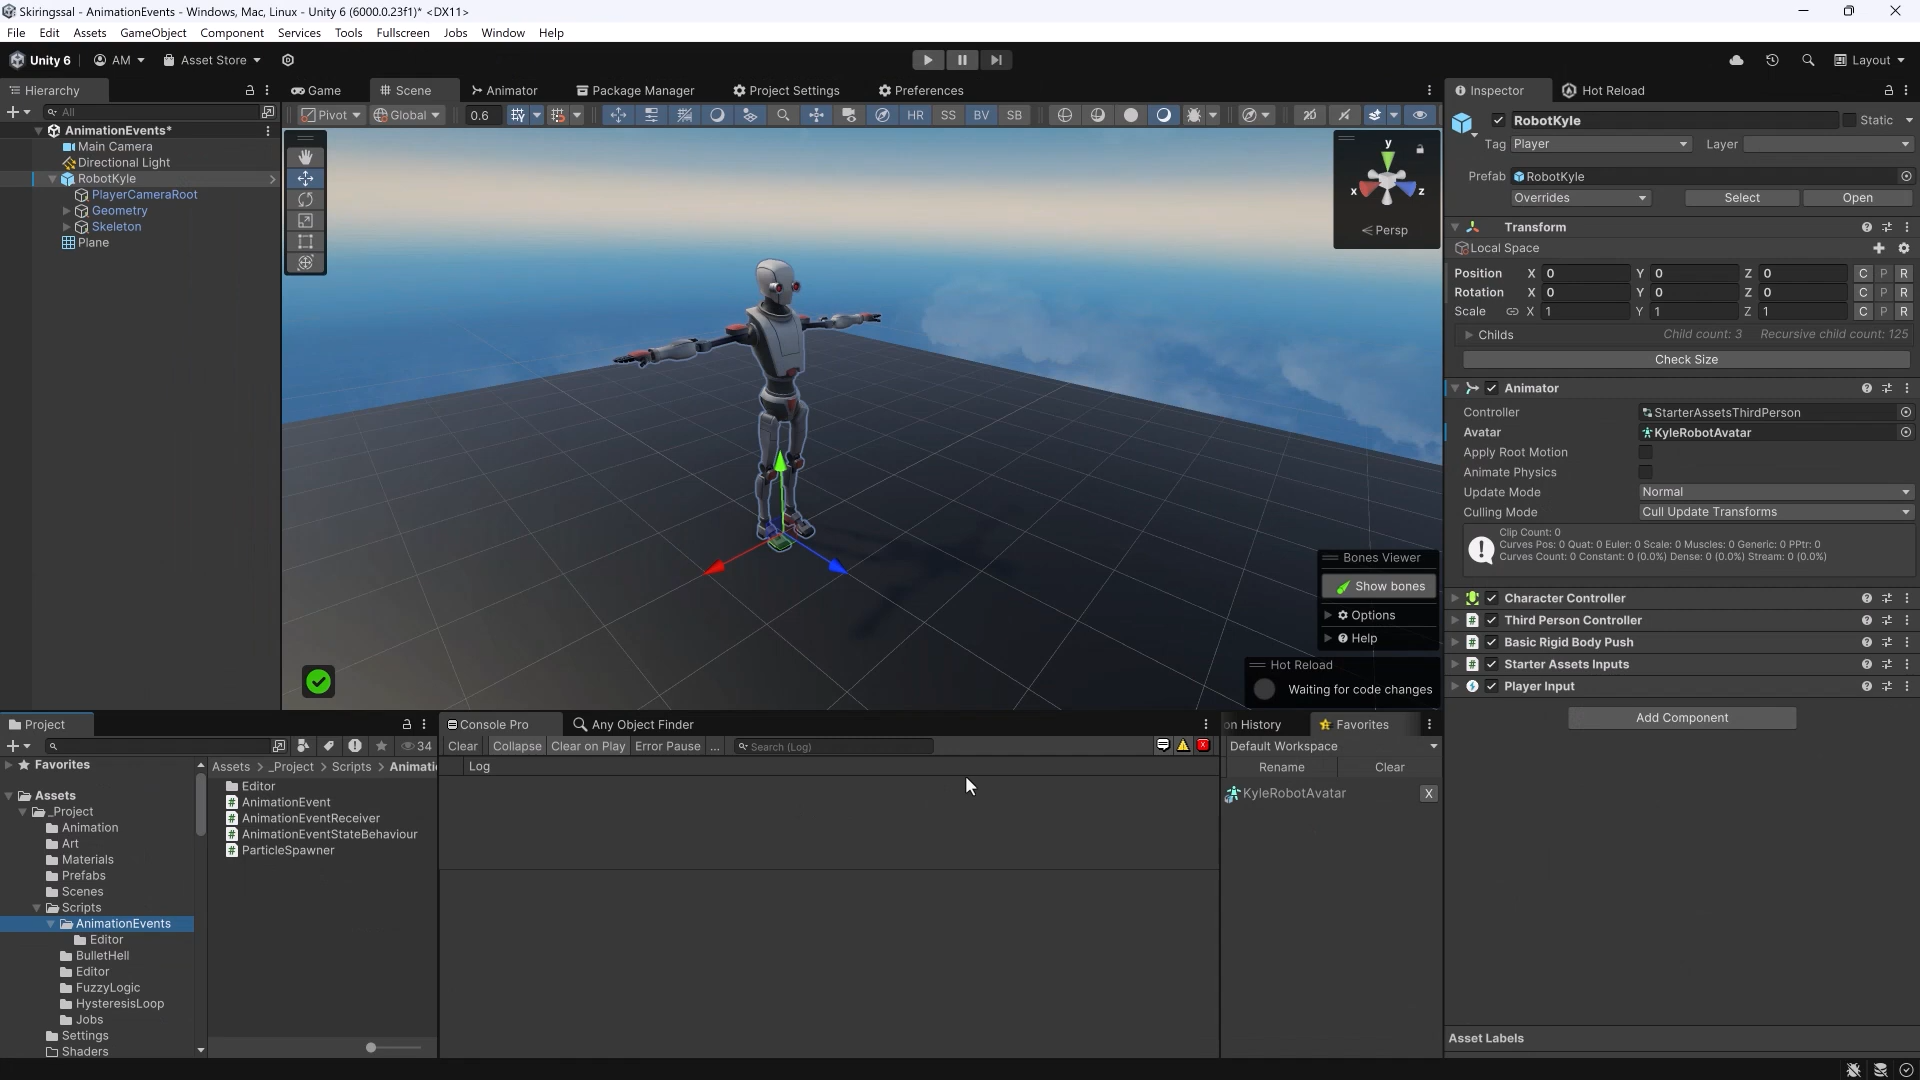 Skiringssal - AnimationEvents - Windows, Mac, Linux - Unity 6 (6000.0.23f1)* <DX11>
File Edit Assets GameObject Component Services Tools Fullscreen Jobs Window Help
Unity 6 AM Asset Store Layout
Hierarchy Game Scene Animator Package Manager Project Settings Preferences Inspector Hot Reload
All
Pivot Global 0.6 HR SS BV SB 2D
AnimationEvents*
Main Camera
Directional Light
RobotKyle
PlayerCameraRoot
Geometry
Skeleton
Plane
y
x z
Persp
Bones Viewer
Show bones
Options
Help
Hot Reload
Waiting for code changes
RobotKyle Static
Tag Player Layer
Prefab RobotKyle
Overrides Select Open
Transform
Local Space
Position X 0 Y 0 Z 0 C P R
Rotation X 0 Y 0 Z 0 C P R
Scale X 1 Y 1 Z 1 C P R
Childs Child count: 3 Recursive child count: 125
Check Size
Animator
Controller StarterAssetsThirdPerson
Avatar KyleRobotAvatar
Apply Root Motion
Animate Physics
Update Mode Normal
Culling Mode Cull Update Transforms
Clip Count: 0
Curves Pos: 0 Quat: 0 Euler: 0 Scale: 0 Muscles: 0 Generic: 0 PPtr: 0
Curves Count: 0 Constant: 0 (0.0%) Dense: 0 (0.0%) Stream: 0 (0.0%)
Character Controller
Third Person Controller
Basic Rigid Body Push
Starter Assets Inputs
Player Input
Add Component
Asset Labels
Project
34
Favorites
Assets
_Project
Animation
Art
Materials
Prefabs
Scenes
Scripts
AnimationEvents
Editor
BulletHell
Editor
FuzzyLogic
HysteresisLoop
Jobs
Settings
Shaders
Assets > _Project > Scripts > Animati
Editor
AnimationEvent
AnimationEventReceiver
AnimationEventStateBehaviour
ParticleSpawner
Console Pro Any Object Finder
Clear Collapse Clear on Play Error Pause ... Search (Log)
Log
on History Favorites
Default Workspace
Rename Clear
KyleRobotAvatar X